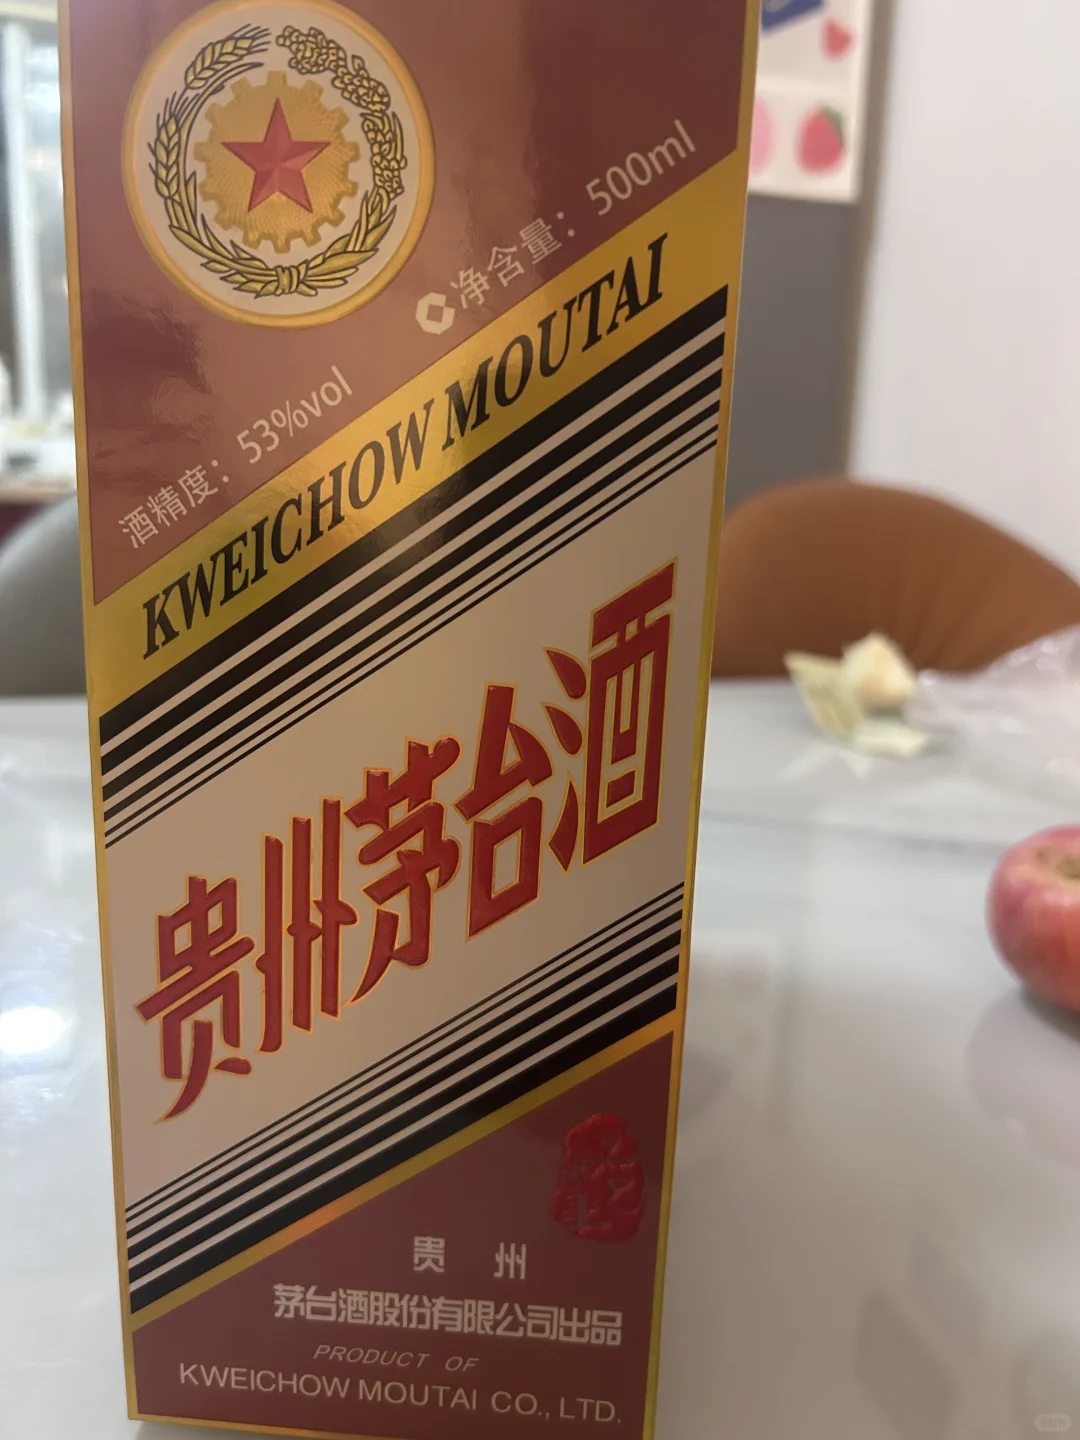 净含量：500ml
酒精度：53%vol
KWEICHOW MOUTAI
贵州茅台酒
贵 州
茅台酒股份有限公司出品
PRODUCT OF
KWEICHOW MOUTAI CO., LTD.